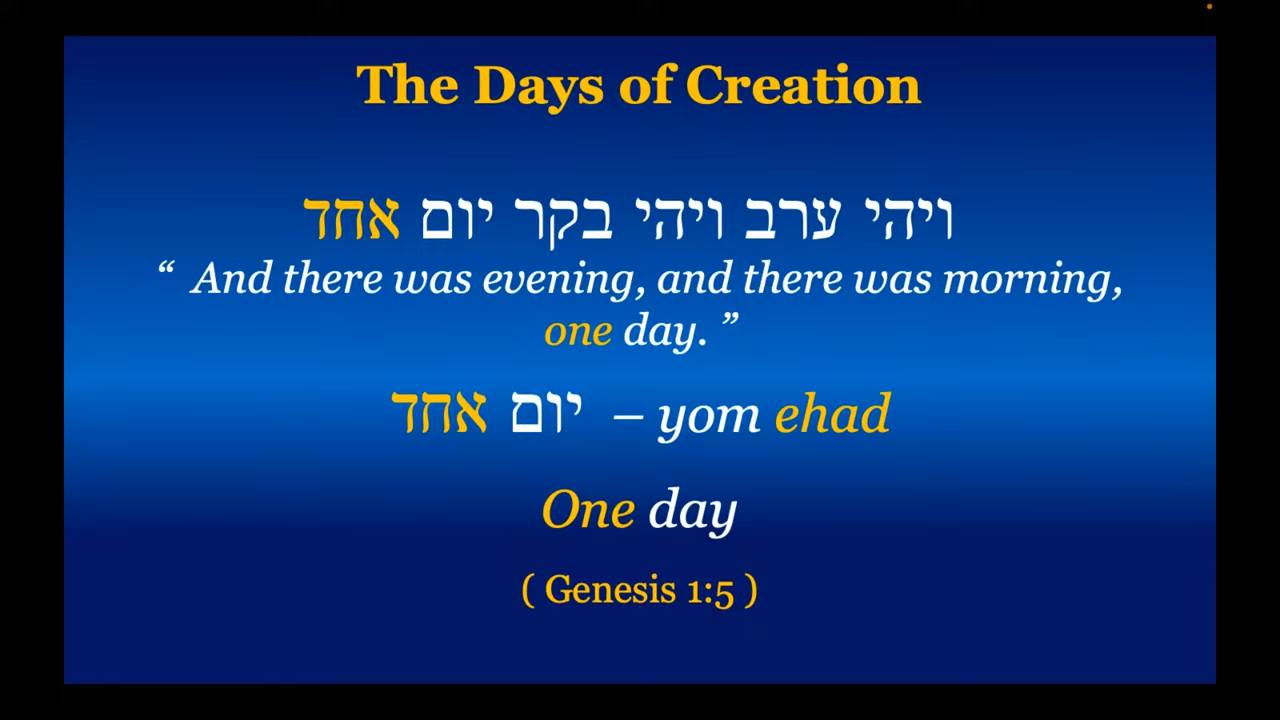 The Days of Creation
ויהי ערב ויהי בקר יום אחד
“ And there was evening, and there was morning,
one day. ”
יום אחד – yom ehad
One day
( Genesis 1:5 )